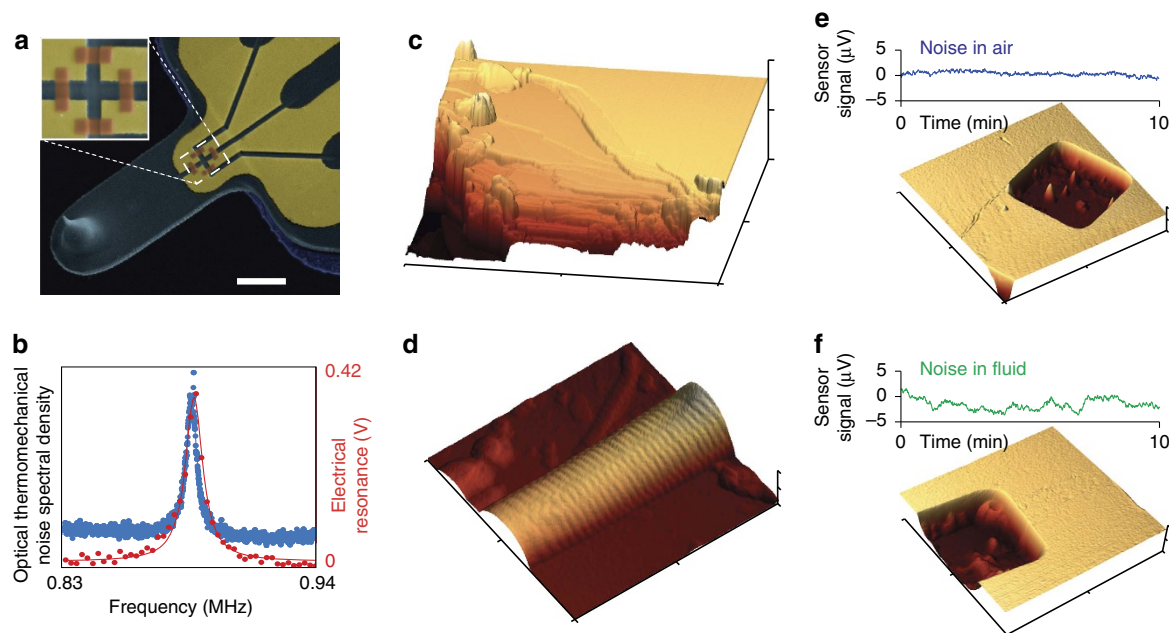 a
b
Optical thermomechanical
noise spectral density
0.42
Electrical
resonance (V)
0
0.83
0.94
Frequency (MHz)
c
d
e
Sensor
signal (μV)
5
0
–5
Noise in air
0
Time (min)
10
f
Sensor
signal (μV)
5
0
–5
Noise in fluid
0
Time (min)
10